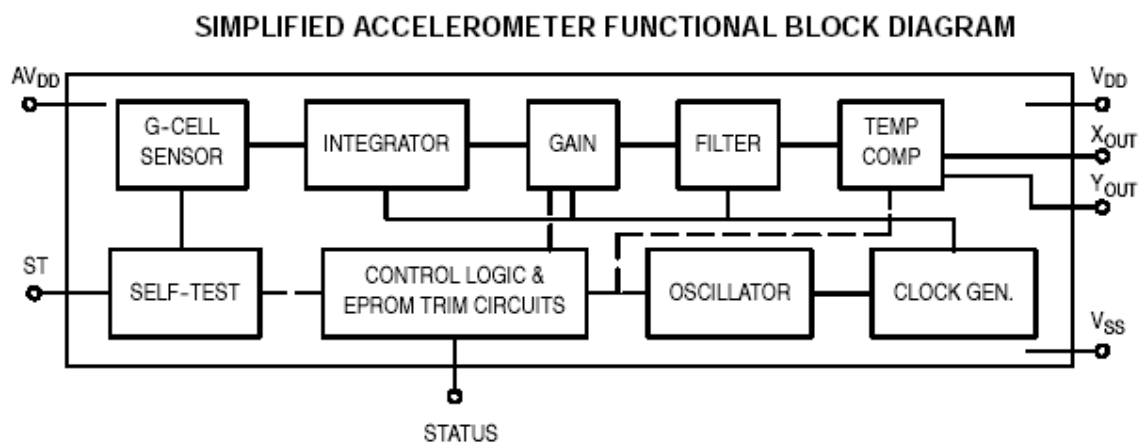 SIMPLIFIED ACCELEROMETER FUNCTIONAL BLOCK DIAGRAM
AVDD
VDD
G-CELL
SENSOR
INTEGRATOR
GAIN
FILTER
TEMP
COMP
XOUT
YOUT
ST
SELF-TEST
CONTROL LOGIC &
EPROM TRIM CIRCUITS
OSCILLATOR
CLOCK GEN.
VSS
STATUS